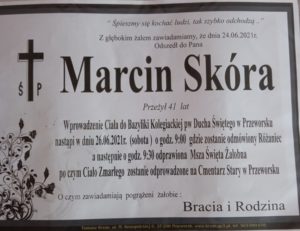 " Śpieszmy się kochać ludzi, tak szybko odchodzą .. "
Z głębokim żalem zawiadamiamy, że dnia 24.06.2021r.
Odszedł do Pana
Ś P
Marcin Skóra
Przeżył 41 lat
Wprowadzenie Ciała do Bazyliki Kolegiackiej pw Ducha Świętego w Przeworsku
nastąpi w dniu 26.06.2021r. (sobota) o godz. 9:00 gdzie zostanie odmówiony Różaniec
a następnie o godz. 9:30 odprawiona Msza Święta Żałobna
po czym Ciało Zmarłego zostanie odprowadzone na Cmentarz Stary w Przeworsku
O czym zawiadamiają pogrążeni w żałobie :
Bracia i Rodzina